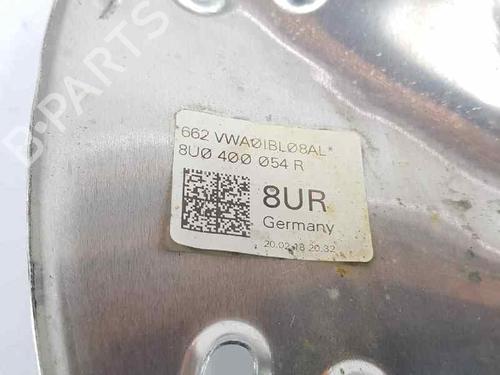 B-PARTS
662 VWA0IBL08AL*
8U0 400 054 R
8UR
Germany
20.02.18 20.32